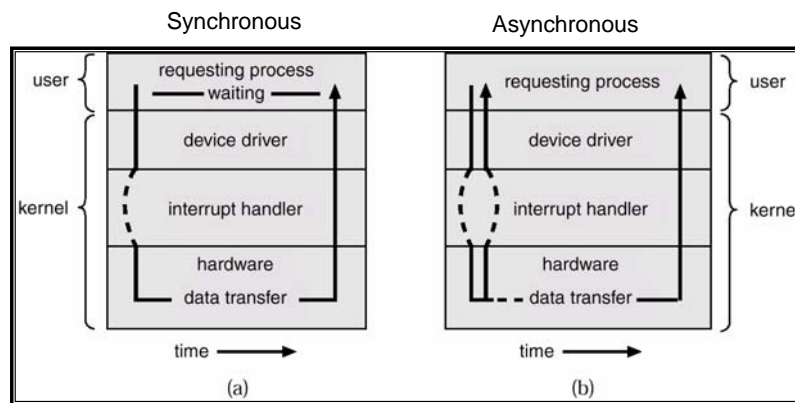 Synchronous
Asynchronous
user
requesting process
waiting
device driver
kernel
interrupt handler
hardware
data transfer
time
(a)
requesting process
user
device driver
interrupt handler
kerne
hardware
data transfer
time
(b)